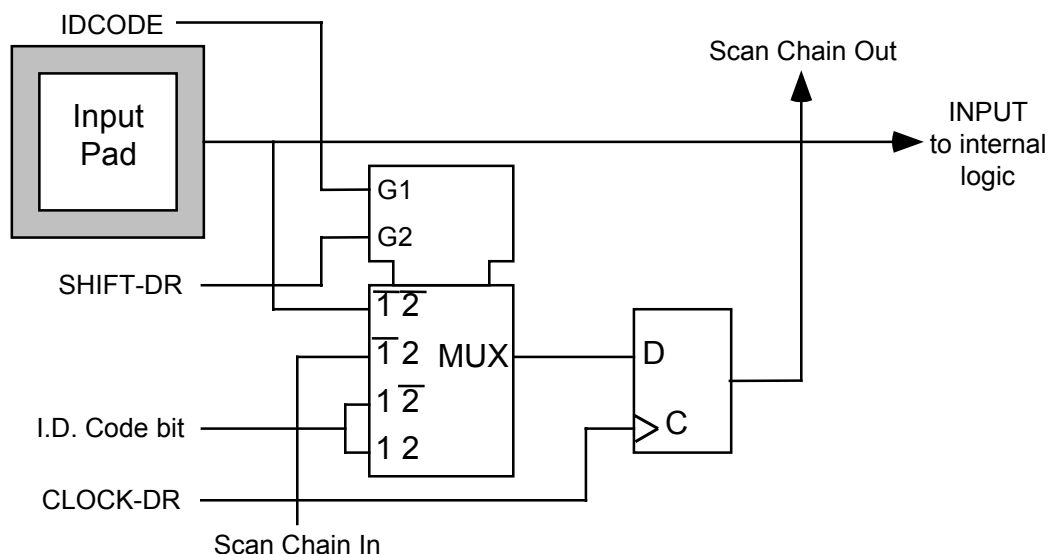 IDCODE
Input
Pad
Scan Chain Out
INPUT
to internal
logic
G1
G2
SHIFT-DR
1̅ 2̅
1̅ 2
MUX
1 2̅
1 2
D
C
I.D. Code bit
CLOCK-DR
Scan Chain In